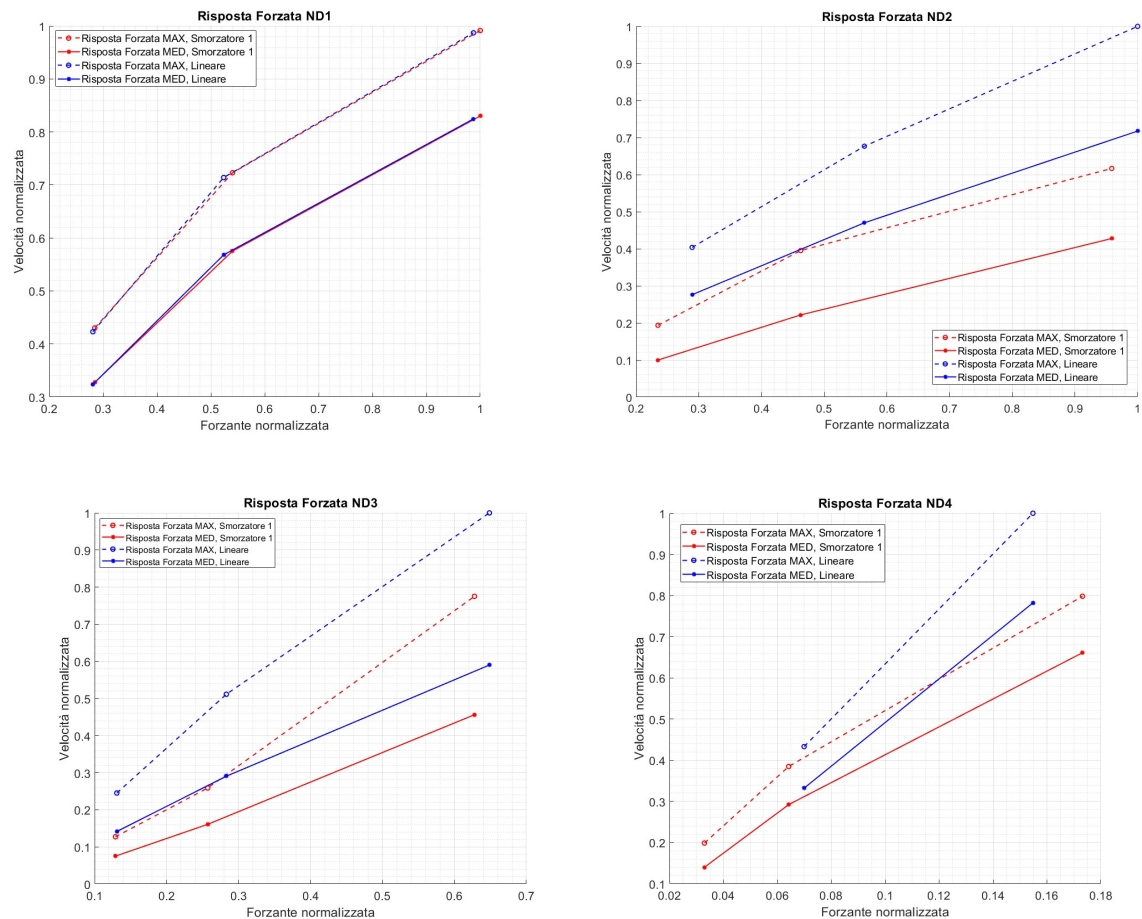 Risposta Forzata ND1
Risposta Forzata MAX, Smorzatore 1
Risposta Forzata MED, Smorzatore 1
Risposta Forzata MAX, Lineare
Risposta Forzata MED, Lineare
1
0.9
0.8
0.7
0.6
0.5
0.4
0.3
Velocità normalizzata
0.2 0.3 0.4 0.5 0.6 0.7 0.8 0.9 1
Forzante normalizzata
Risposta Forzata ND2
1
0.9
0.8
0.7
0.6
0.5
0.4
0.3
0.2
0.1
0
Velocità normalizzata
Risposta Forzata MAX, Smorzatore 1
Risposta Forzata MED, Smorzatore 1
Risposta Forzata MAX, Lineare
Risposta Forzata MED, Lineare
0.2 0.3 0.4 0.5 0.6 0.7 0.8 0.9 1
Forzante normalizzata
Risposta Forzata ND3
Risposta Forzata MAX, Smorzatore 1
Risposta Forzata MED, Smorzatore 1
Risposta Forzata MAX, Lineare
Risposta Forzata MED, Lineare
1
0.9
0.8
0.7
0.6
0.5
0.4
0.3
0.2
0.1
0
Velocità normalizzata
0.1 0.2 0.3 0.4 0.5 0.6 0.7
Forzante normalizzata
Risposta Forzata ND4
Risposta Forzata MAX, Smorzatore 1
Risposta Forzata MED, Smorzatore 1
Risposta Forzata MAX, Lineare
Risposta Forzata MED, Lineare
1
0.9
0.8
0.7
0.6
0.5
0.4
0.3
0.2
0.1
Velocità normalizzata
0.02 0.04 0.06 0.08 0.1 0.12 0.14 0.16 0.18
Forzante normalizzata